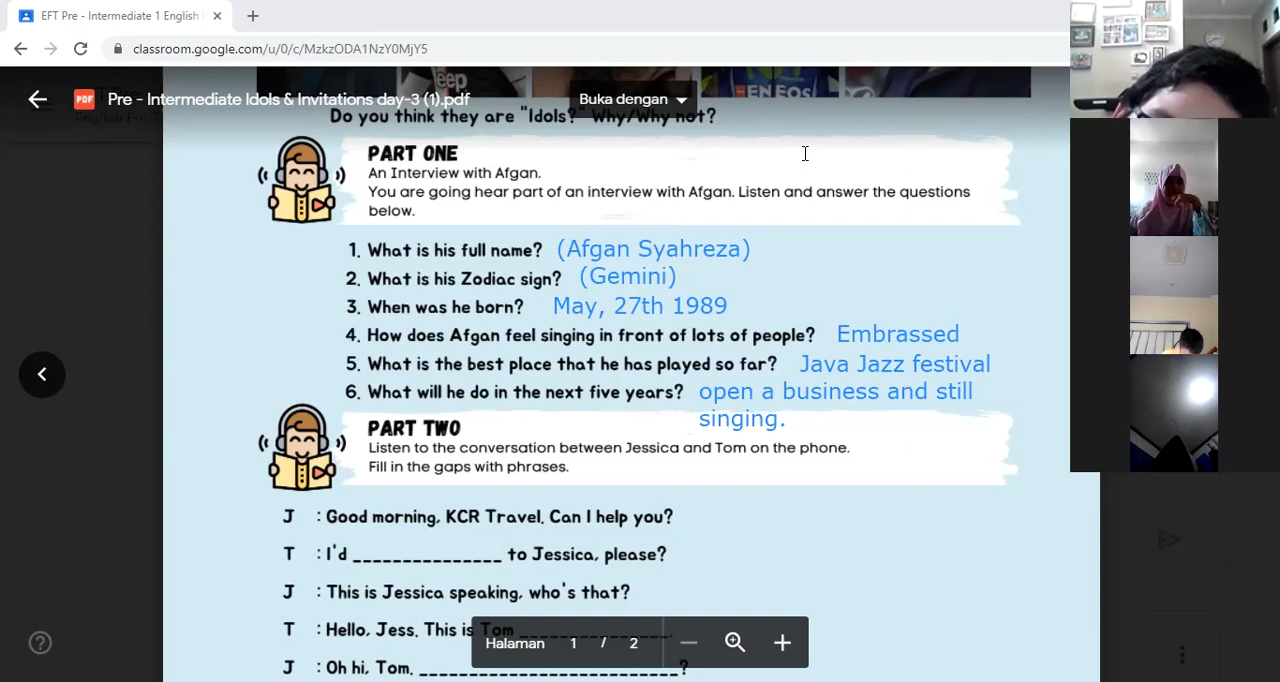 EFT Pre - Intermediate 1 English
classroom.google.com/u/0/c/MzkzODA1NzY0MjY5
Jeep
ENEOS
PDF Pre - Intermediate Idols & Invitations day-3 (1).pdf
Buka dengan
Do you think they are "Idols?" Why/Why not?
PART ONE
An Interview with Afgan.
You are going hear part of an interview with Afgan. Listen and answer the questions
below.
1. What is his full name? (Afgan Syahreza)
2. What is his Zodiac sign? (Gemini)
3. When was he born? May, 27th 1989
4. How does Afgan feel singing in front of lots of people? Embrassed
5. What is the best place that he has played so far? Java Jazz festival
6. What will he do in the next five years? open a business and still
singing.
PART TWO
Listen to the conversation between Jessica and Tom on the phone.
Fill in the gaps with phrases.
J : Good morning, KCR Travel. Can I help you?
T : I'd _______________ to Jessica, please?
J : This is Jessica speaking, who's that?
T : Hello, Jess. This is Tom _______________.
Halaman 1 / 2
J : Oh hi, Tom. __________________________?